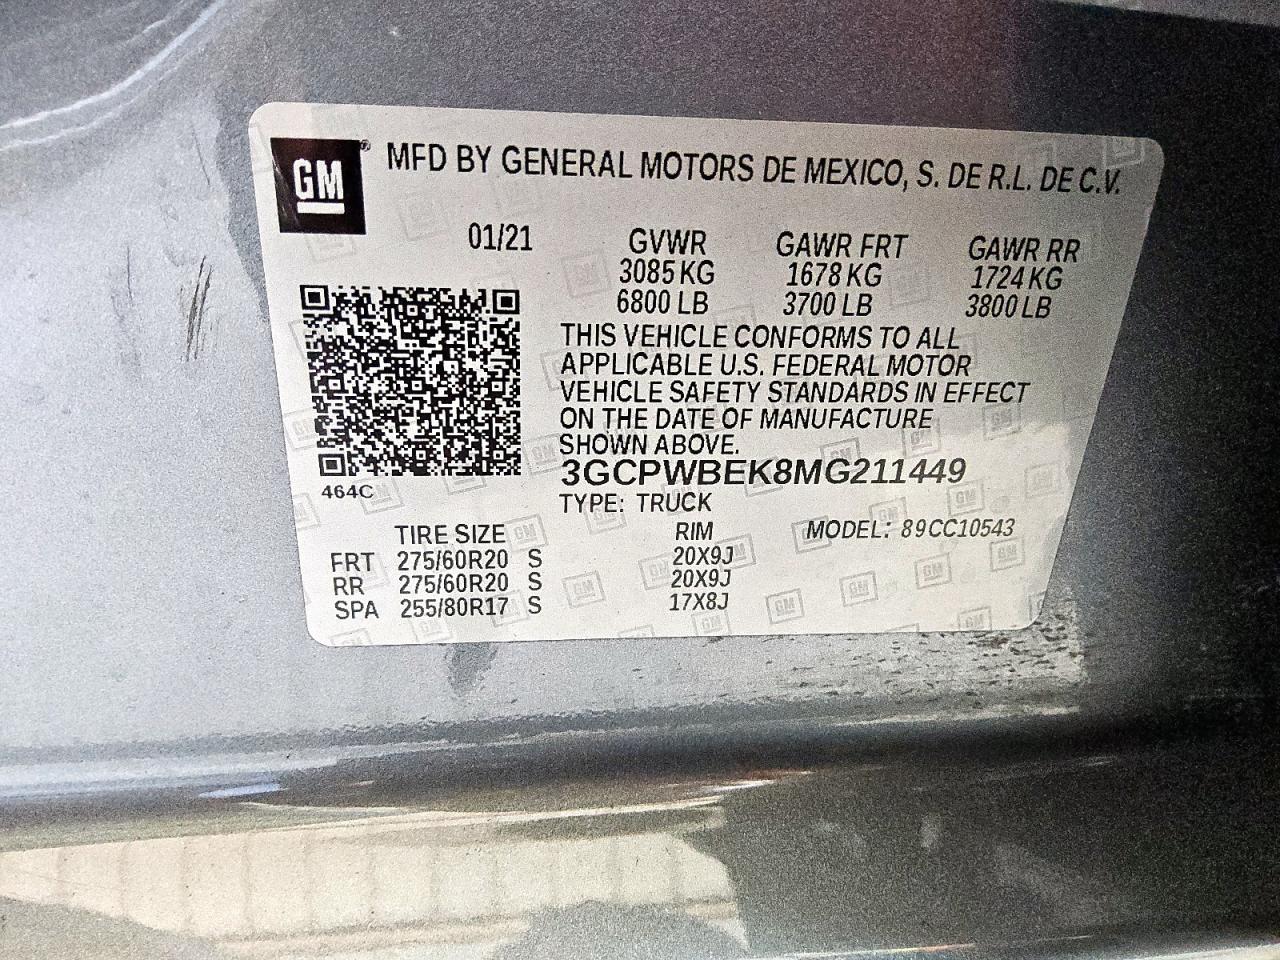 GM® MFD BY GENERAL MOTORS DE MEXICO, S. DE R.L. DE C.V.
01/21 GVWR GAWR FRT GAWR RR
3085 KG 1678 KG 1724 KG
6800 LB 3700 LB 3800 LB
THIS VEHICLE CONFORMS TO ALL
APPLICABLE U.S. FEDERAL MOTOR
VEHICLE SAFETY STANDARDS IN EFFECT
ON THE DATE OF MANUFACTURE
SHOWN ABOVE.
3GCPWBEK8MG211449
464C
TYPE: TRUCK
TIRE SIZE RIM MODEL: 89CC10543
FRT 275/60R20 S 20X9J
RR 275/60R20 S 20X9J
SPA 255/80R17 S 17X8J